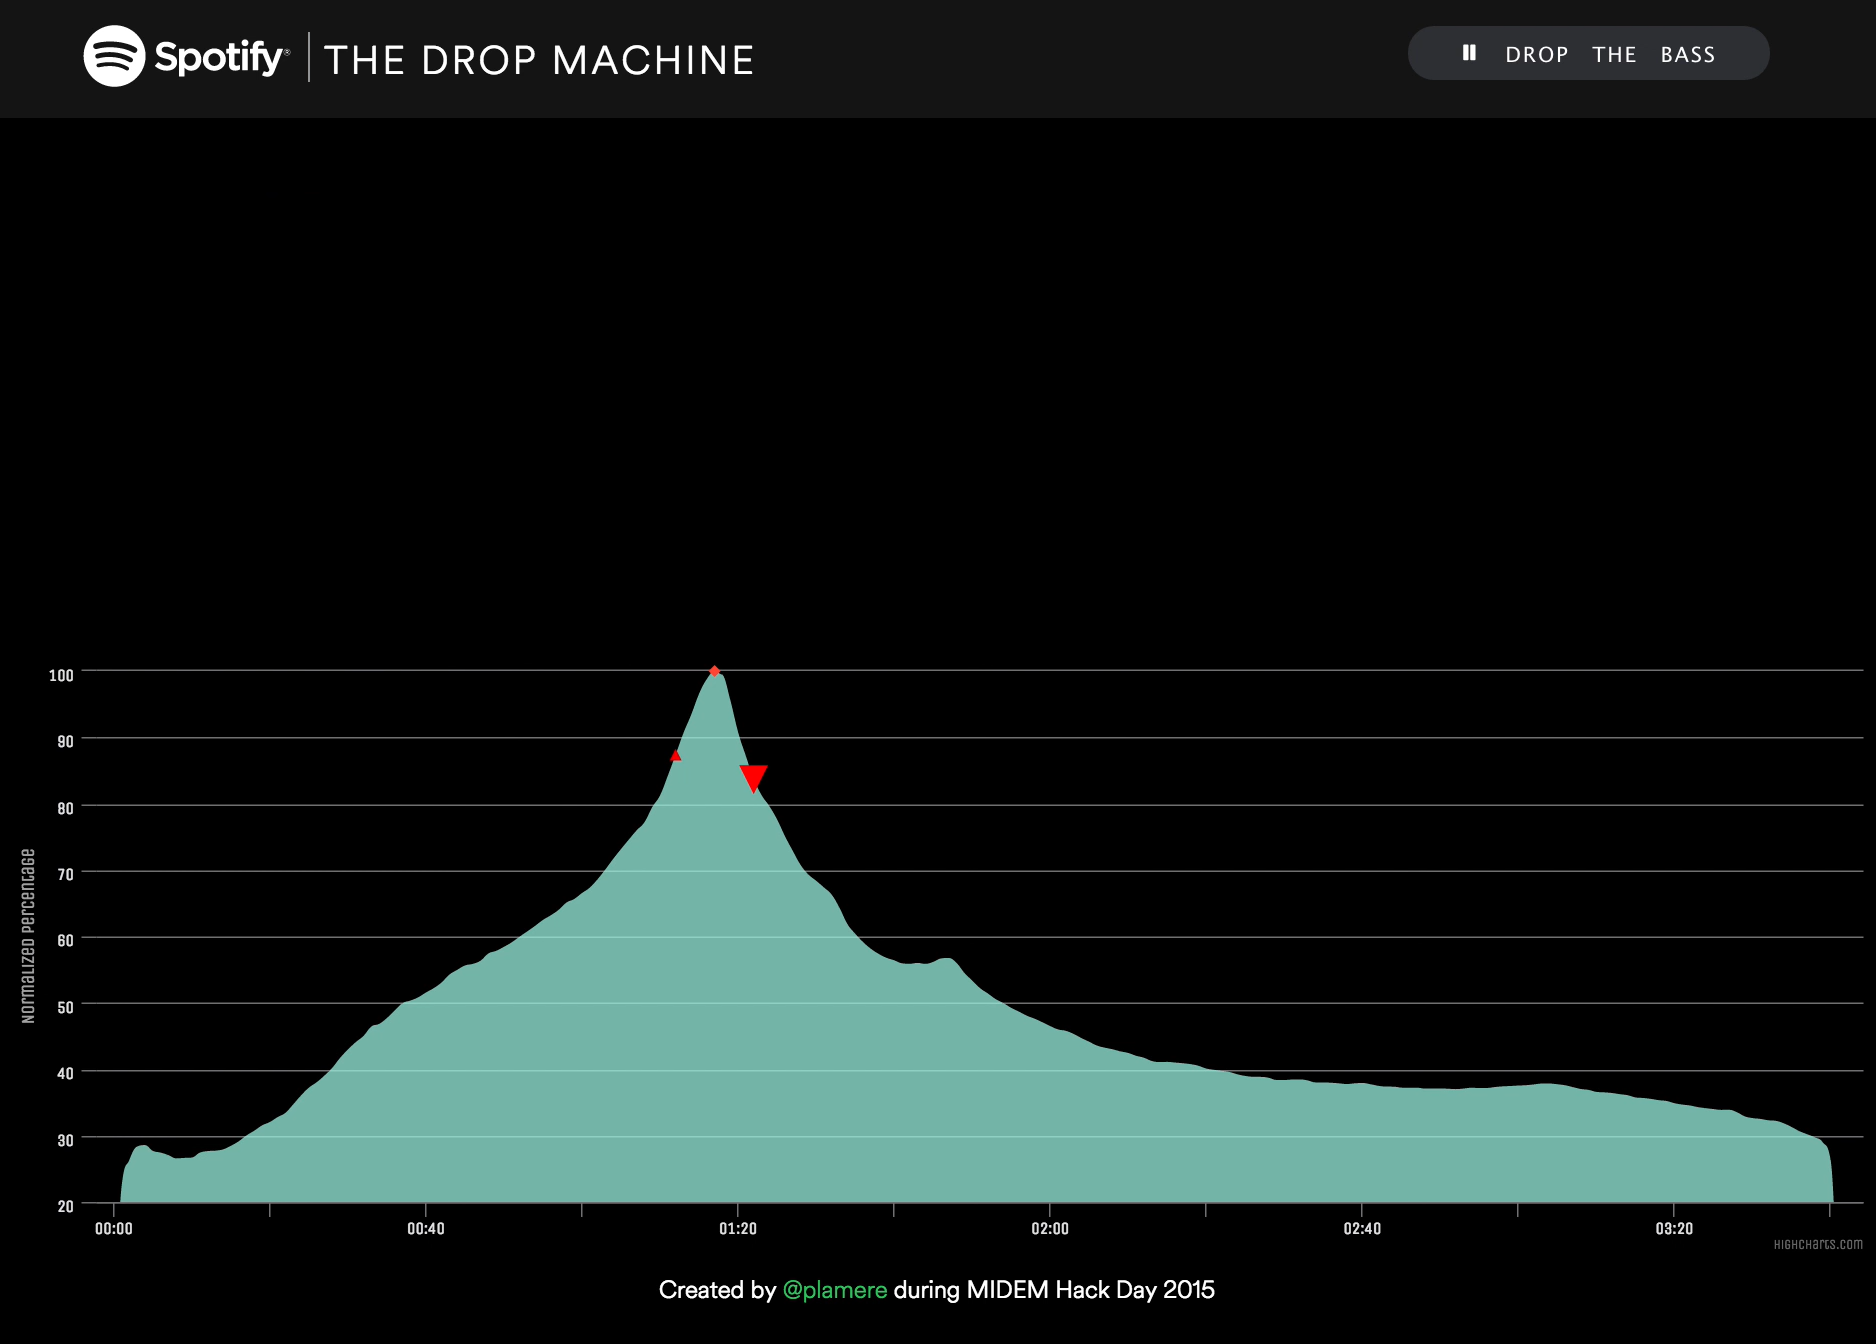 Spotify® THE DROP MACHINE
DROP THE BASS
Normalized percentage
100
90
80
70
60
50
40
30
20
00:00 00:40 01:20 02:00 02:40 03:20
Highcharts.com
Created by @plamere during MIDEM Hack Day 2015